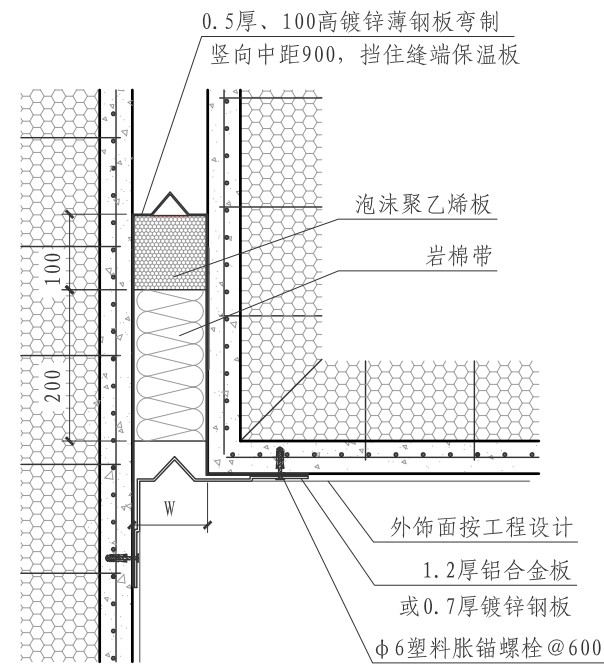 0.5厚、100高镀锌薄钢板弯制
竖向中距900，挡住缝端保温板
泡沫聚乙烯板
岩棉带
100
200
W
外饰面按工程设计
1.2厚铝合金板
或0.7厚镀锌钢板
ф6塑料胀锚螺栓@600